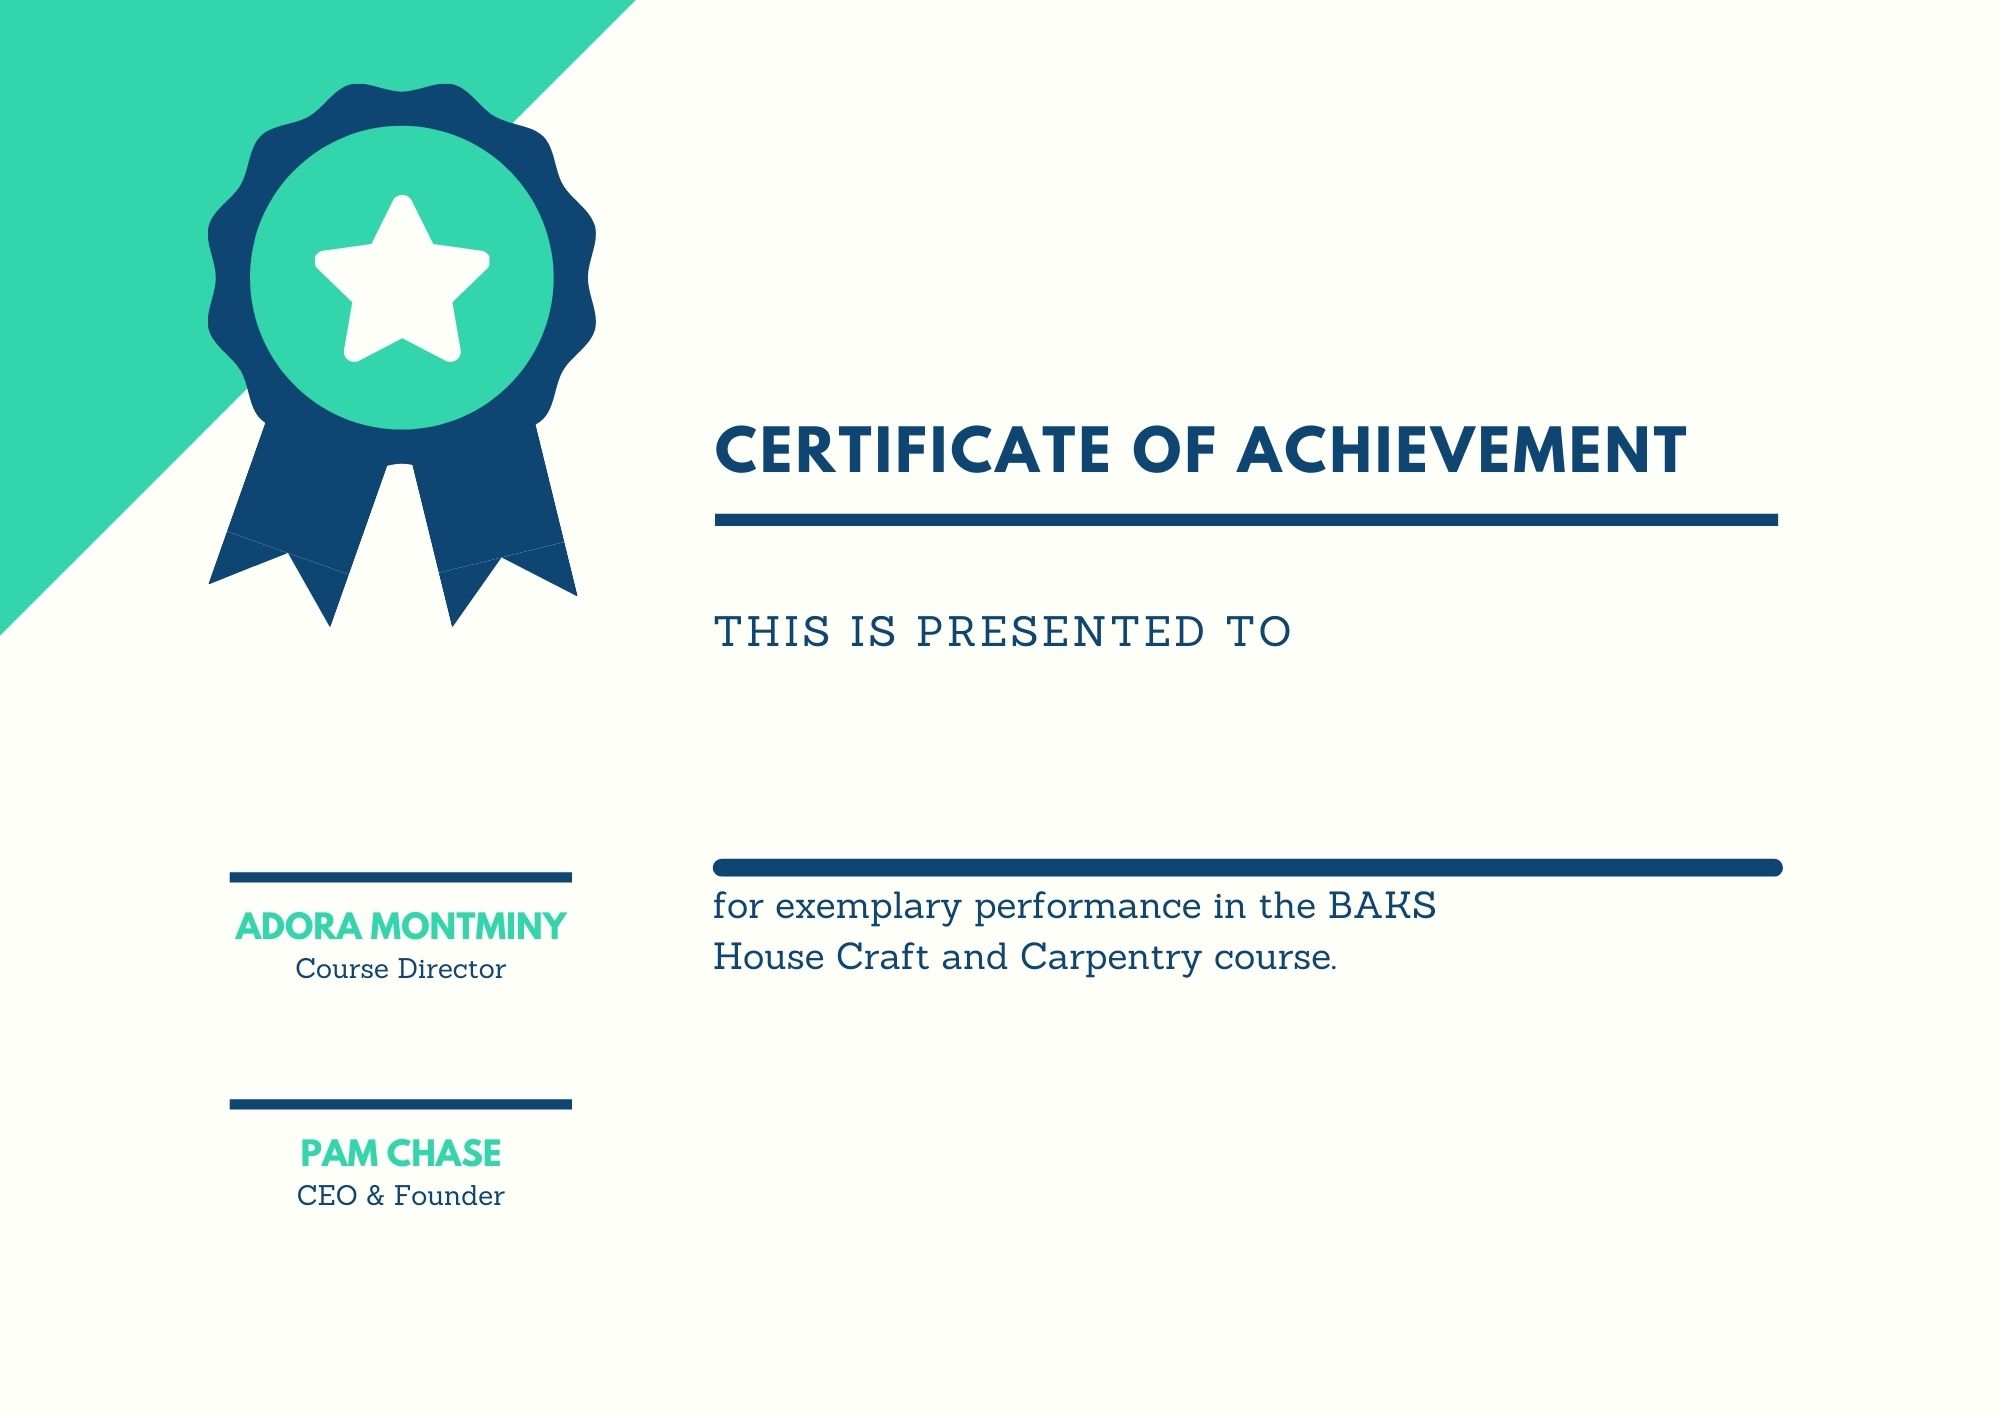 CERTIFICATE OF ACHIEVEMENT
THIS IS PRESENTED TO
for exemplary performance in the BAKS
House Craft and Carpentry course.
ADORA MONTMINY
Course Director
PAM CHASE
CEO & Founder